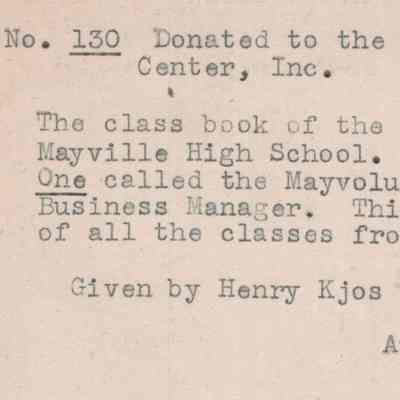 No. 130 Donated to the
Center, Inc.
The class book of the
Mayville High School.
One called the Mayvolu
Business Manager. Thi
of all the classes fro
Given by Henry Kjos
A